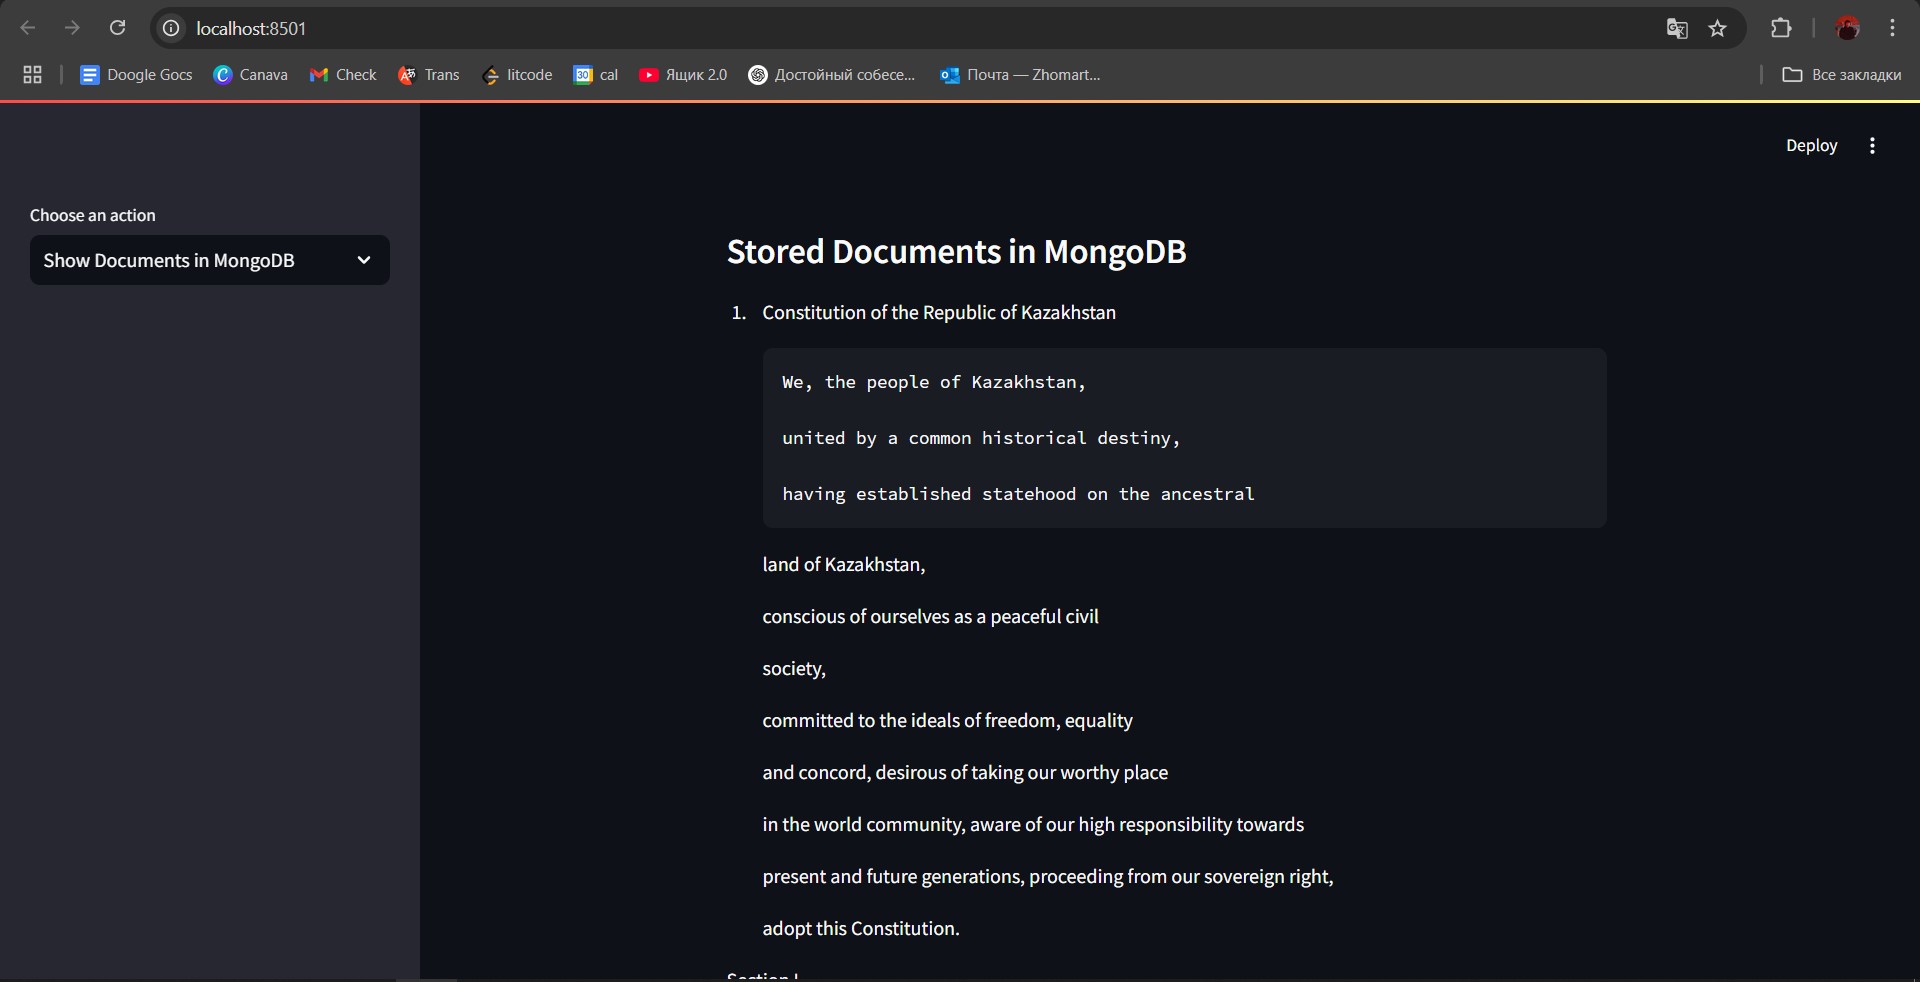 localhost:8501
Doogle Gocs
Canava
Check
Trans
litcode
30 cal
Ящик 2.0
Достойный собесе...
Почта — Zhomart...
Все закладки
Deploy
Choose an action
Show Documents in MongoDB
Stored Documents in MongoDB
1. Constitution of the Republic of Kazakhstan
We, the people of Kazakhstan,
united by a common historical destiny,
having established statehood on the ancestral
land of Kazakhstan,
conscious of ourselves as a peaceful civil
society,
committed to the ideals of freedom, equality
and concord, desirous of taking our worthy place
in the world community, aware of our high responsibility towards
present and future generations, proceeding from our sovereign right,
adopt this Constitution.
Section I